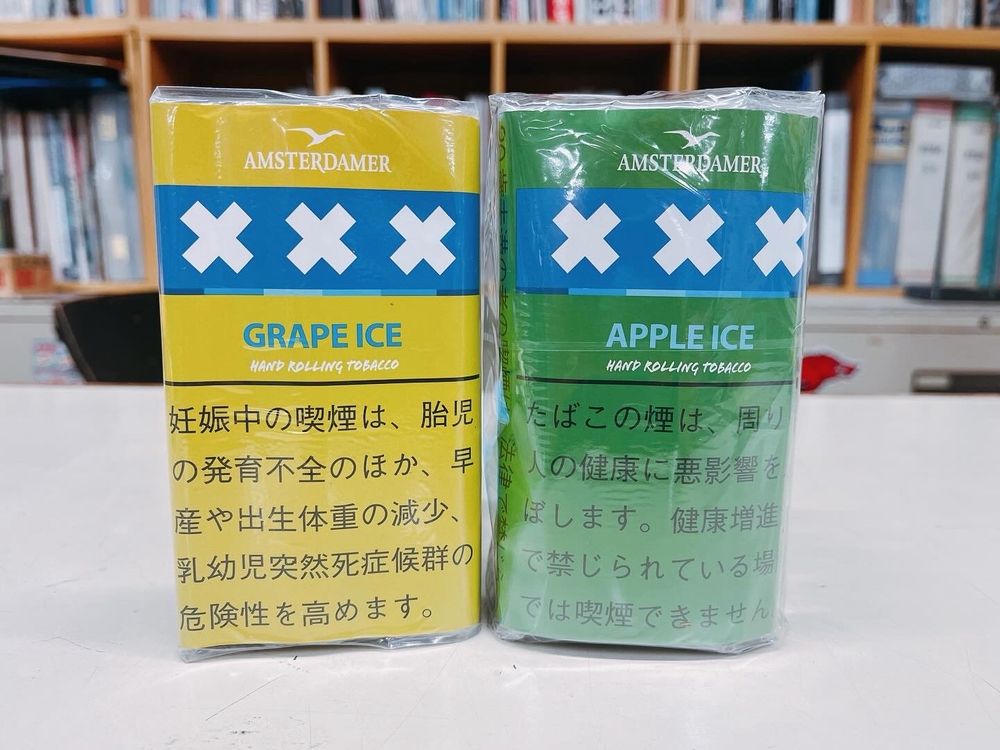 AMSTERDAMER
GRAPE ICE
HAND ROLLING TOBACCO
妊娠中の喫煙は、胎児
の発育不全のほか、早
産や出生体重の減少、
乳幼児突然死症候群の
危険性を高めます。
AMSTERDAMER
APPLE ICE
HAND ROLLING TOBACCO
たばこの煙は、周り
人の健康に悪影響を
ぼします。健康増進
で禁じられている場
では喫煙できません